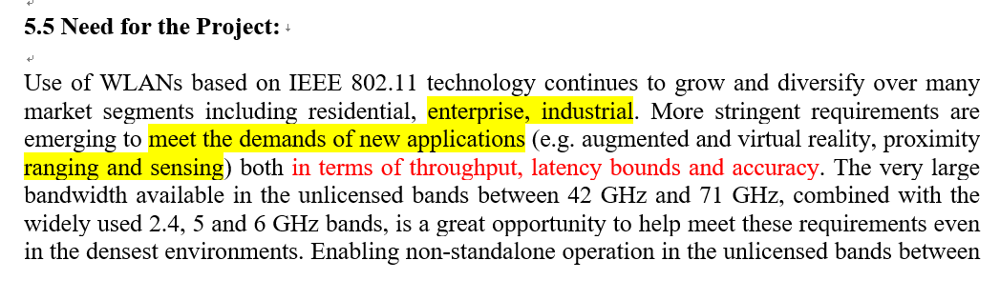 5.5 Need for the Project:
Use of WLANs based on IEEE 802.11 technology continues to grow and diversify over many
market segments including residential, enterprise, industrial. More stringent requirements are
emerging to meet the demands of new applications (e.g. augmented and virtual reality, proximity
ranging and sensing) both in terms of throughput, latency bounds and accuracy. The very large
bandwidth available in the unlicensed bands between 42 GHz and 71 GHz, combined with the
widely used 2.4, 5 and 6 GHz bands, is a great opportunity to help meet these requirements even
in the densest environments. Enabling non-standalone operation in the unlicensed bands between